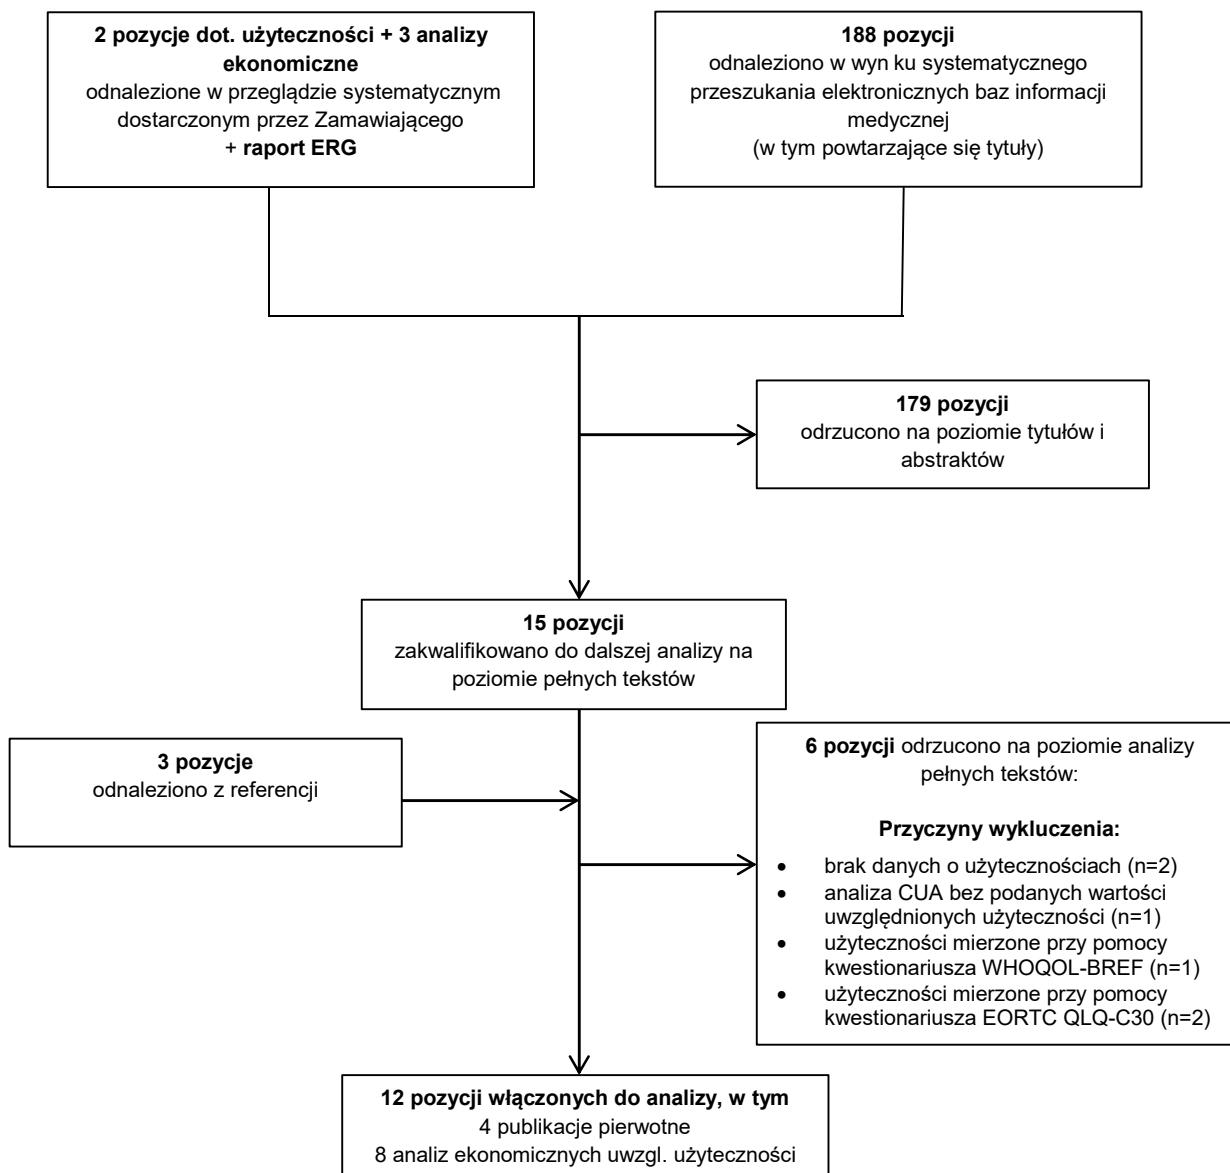 2 pozycje dot. użyteczności + 3 analizy
ekonomiczne
odnalezione w przeglądzie systematycznym
dostarczonym przez Zamawiającego
+ raport ERG
188 pozycji
odnaleziono w wyn ku systematycznego
przeszukania elektronicznych baz informacji
medycznej
(w tym powtarzające się tytuły)
179 pozycji
odrzucono na poziomie tytułów i
abstraktów
15 pozycji
zakwalifikowano do dalszej analizy na
poziomie pełnych tekstów
3 pozycje
odnaleziono z referencji
6 pozycji odrzucono na poziomie analizy
pełnych tekstów:
Przyczyny wykluczenia:
• brak danych o użytecznościach (n=2)
• analiza CUA bez podanych wartości
uwzględnionych użyteczności (n=1)
• użyteczności mierzone przy pomocy
kwestionariusza WHOQOL-BREF (n=1)
• użyteczności mierzone przy pomocy
kwestionariusza EORTC QLQ-C30 (n=2)
12 pozycji włączonych do analizy, w tym
4 publikacje pierwotne
8 analiz ekonomicznych uwzgl. użyteczności